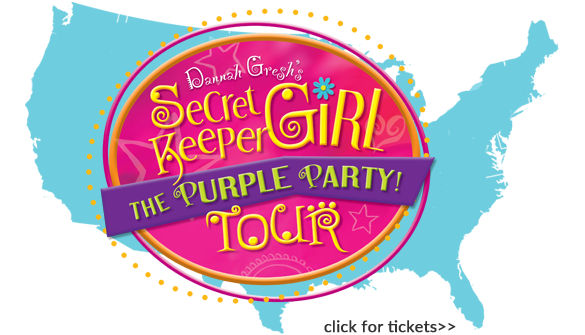 Dannah Gresh's
Secret
Keeper GiRL
THE PURPLE PARTY!
TOUR
click for tickets>>